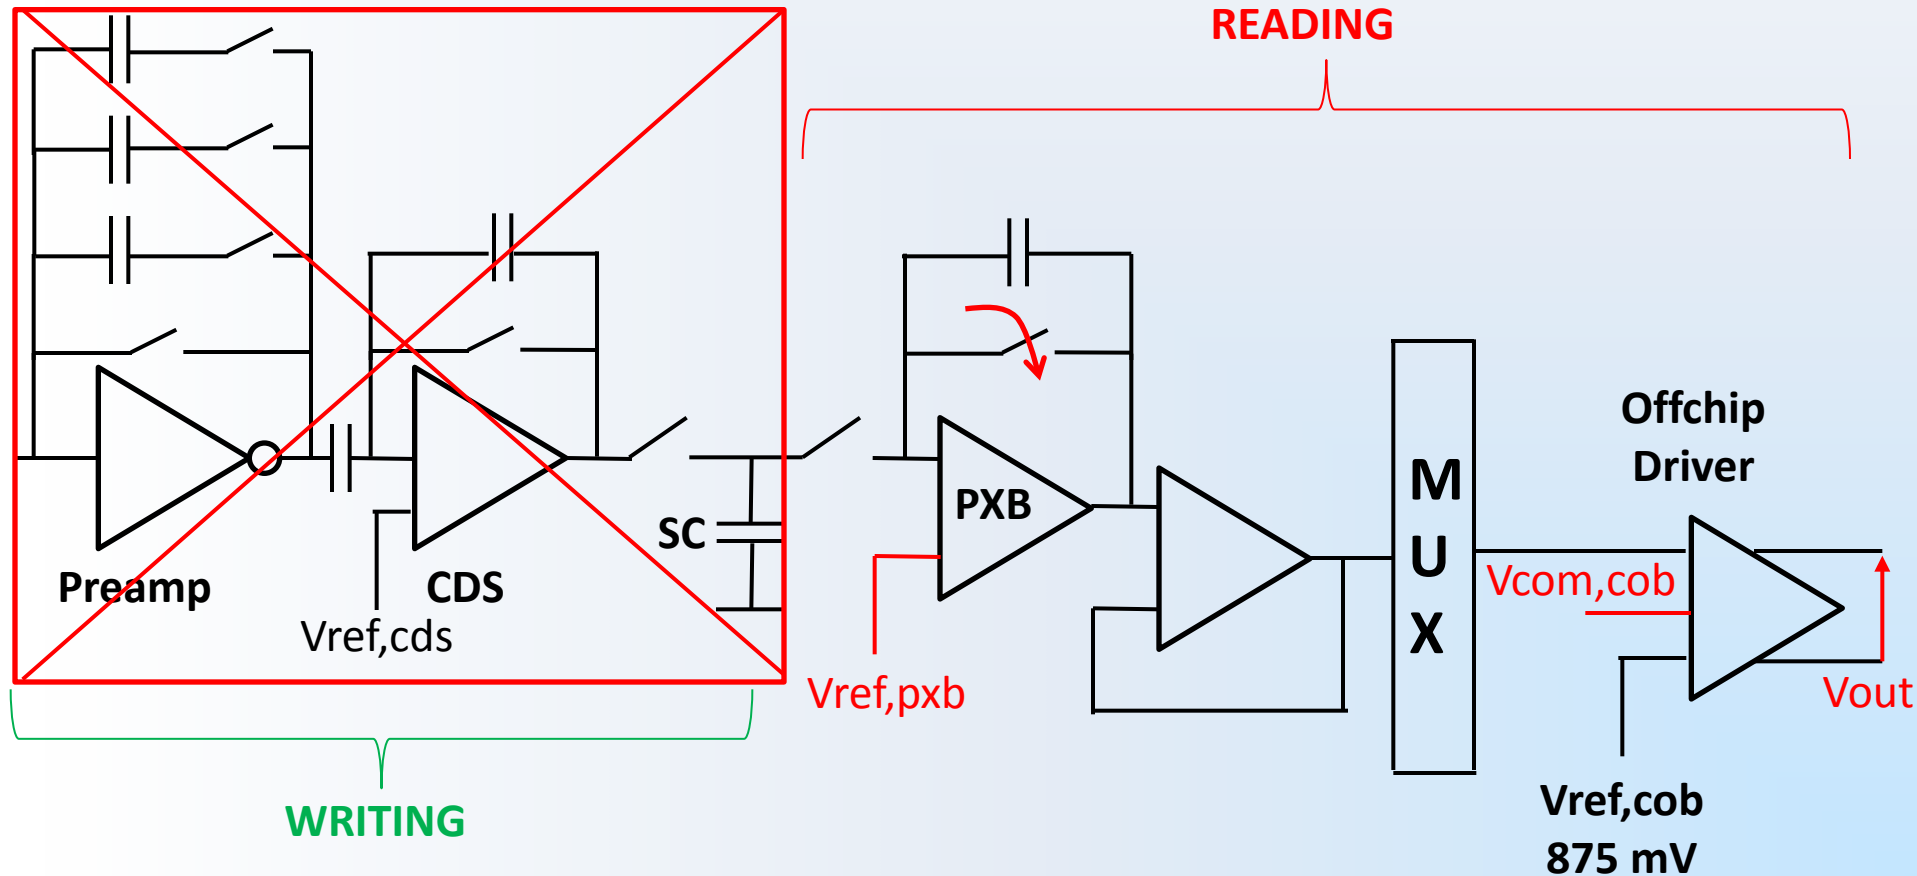 READING
Offchip
Driver
M
U
X
PXB
SC
Preamp
CDS
Vref,cds
Vcom,cob
Vref,pxb
Vout
WRITING
Vref,cob
875 mV